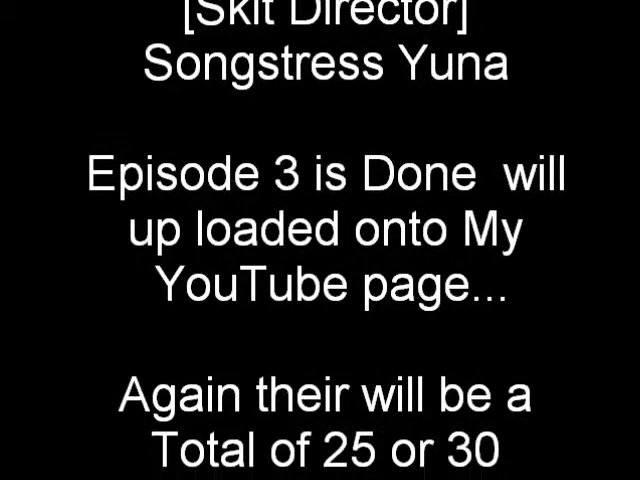 [Skit Director]
Songstress Yuna
Episode 3 is Done  will
up loaded onto My
YouTube page...
Again their will be a
Total of 25 or 30